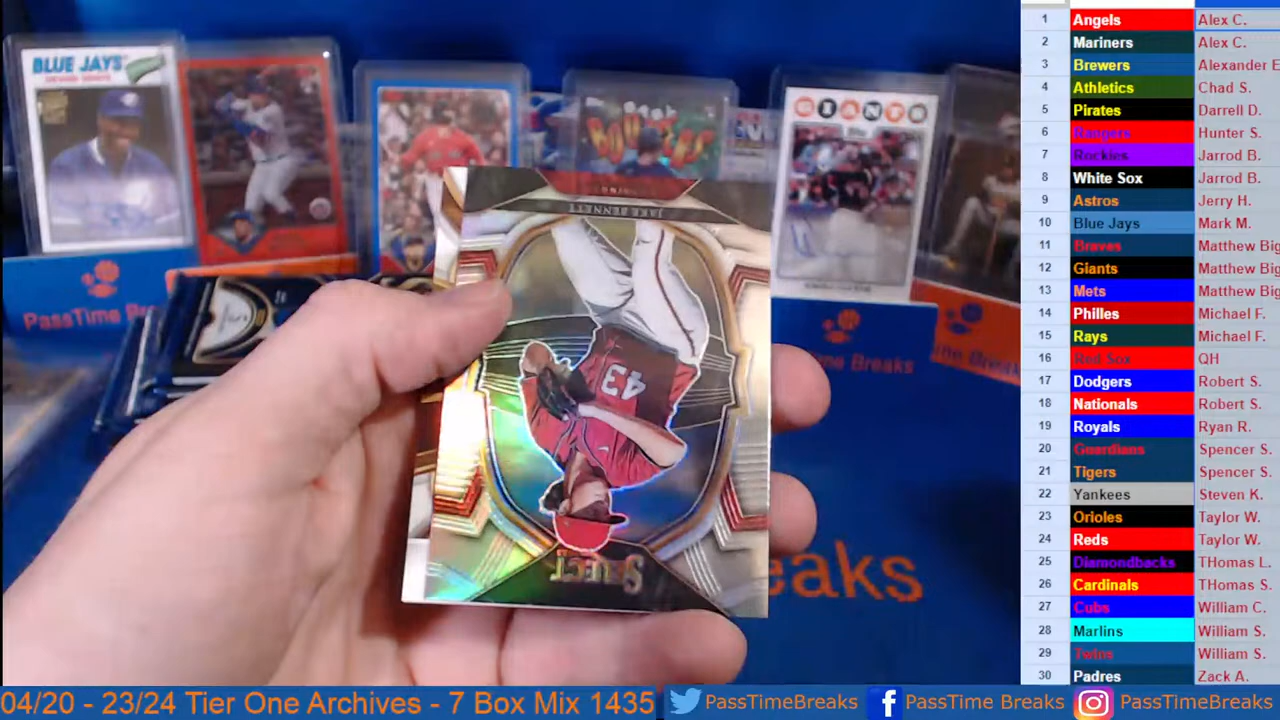 BLUE JAYS
GIANTS
PassTime Bre
JAKE BENNETT
43
SELECT
me Breaks
ne Breaks
eaks
1 Angels Alex C.
2 Mariners Alex C.
3 Brewers Alexander E
4 Athletics Chad S.
5 Pirates Darrell D.
6 Rangers Hunter S.
7 Rockies Jarrod B.
8 White Sox Jarrod B.
9 Astros Jerry H.
10 Blue Jays Mark M.
11 Braves Matthew Big
12 Giants Matthew Big
13 Mets Matthew Big
14 Philles Michael F.
15 Rays Michael F.
16 Red Sox QH
17 Dodgers Robert S.
18 Nationals Robert S.
19 Royals Ryan R.
20 Guardians Spencer S.
21 Tigers Spencer S.
22 Yankees Steven K.
23 Orioles Taylor W.
24 Reds Taylor W.
25 Diamondbacks THomas L.
26 Cardinals THomas S.
27 Cubs William C.
28 Marlins William S.
29 Twins William S.
30 Padres Zack A.
04/20 - 23/24 Tier One Archives - 7 Box Mix 1435 PassTimeBreaks PassTime Breaks PassTimeBreaks